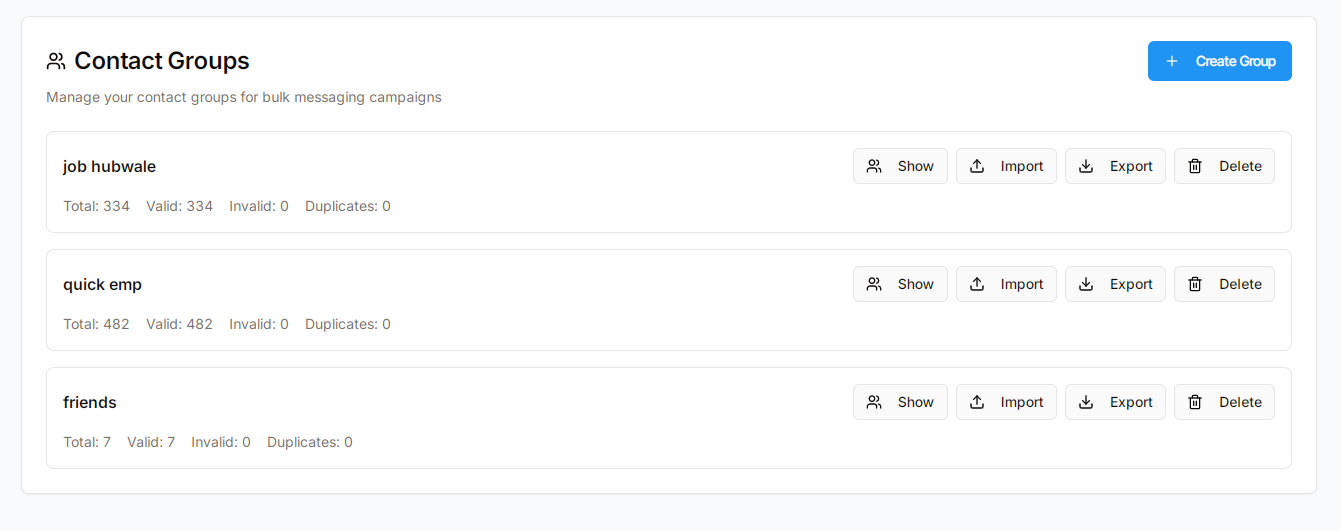 Contact Groups
Create Group
Manage your contact groups for bulk messaging campaigns
job hubwale
Show Import Export Delete
Total: 334 Valid: 334 Invalid: 0 Duplicates: 0
quick emp
Show Import Export Delete
Total: 482 Valid: 482 Invalid: 0 Duplicates: 0
friends
Show Import Export Delete
Total: 7 Valid: 7 Invalid: 0 Duplicates: 0